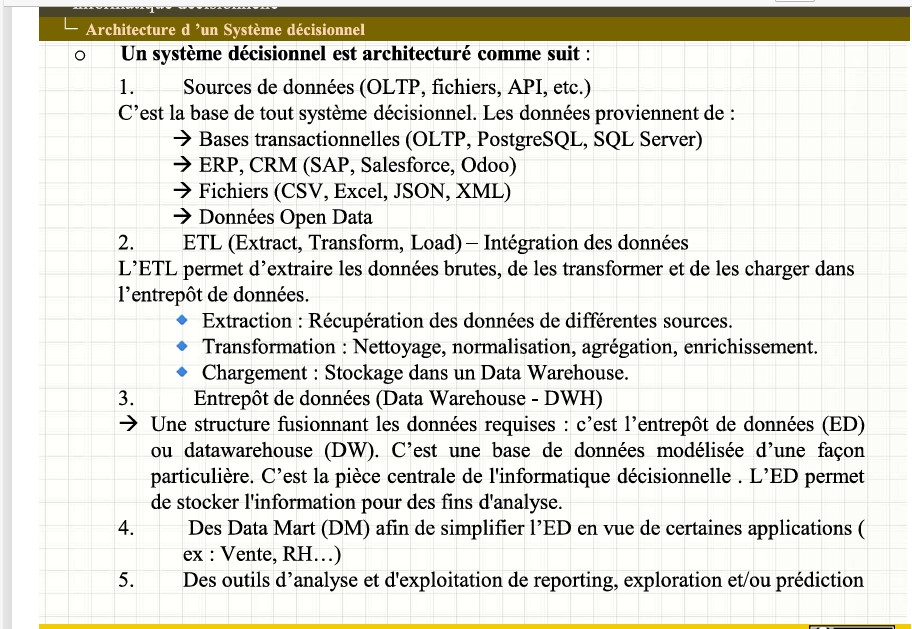 Informatique décisionnelle
Architecture d 'un Système décisionnel
o Un système décisionnel est architecturé comme suit :
1. Sources de données (OLTP, fichiers, API, etc.)
C'est la base de tout système décisionnel. Les données proviennent de :
→ Bases transactionnelles (OLTP, PostgreSQL, SQL Server)
→ ERP, CRM (SAP, Salesforce, Odoo)
→ Fichiers (CSV, Excel, JSON, XML)
→ Données Open Data
2. ETL (Extract, Transform, Load) – Intégration des données
L'ETL permet d'extraire les données brutes, de les transformer et de les charger dans
l'entrepôt de données.
◆ Extraction : Récupération des données de différentes sources.
◆ Transformation : Nettoyage, normalisation, agrégation, enrichissement.
◆ Chargement : Stockage dans un Data Warehouse.
3. Entrepôt de données (Data Warehouse - DWH)
→ Une structure fusionnant les données requises : c'est l'entrepôt de données (ED)
ou datawarehouse (DW). C'est une base de données modélisée d'une façon
particulière. C'est la pièce centrale de l'informatique décisionnelle . L'ED permet
de stocker l'information pour des fins d'analyse.
4. Des Data Mart (DM) afin de simplifier l'ED en vue de certaines applications (
ex : Vente, RH…)
5. Des outils d'analyse et d'exploitation de reporting, exploration et/ou prédiction